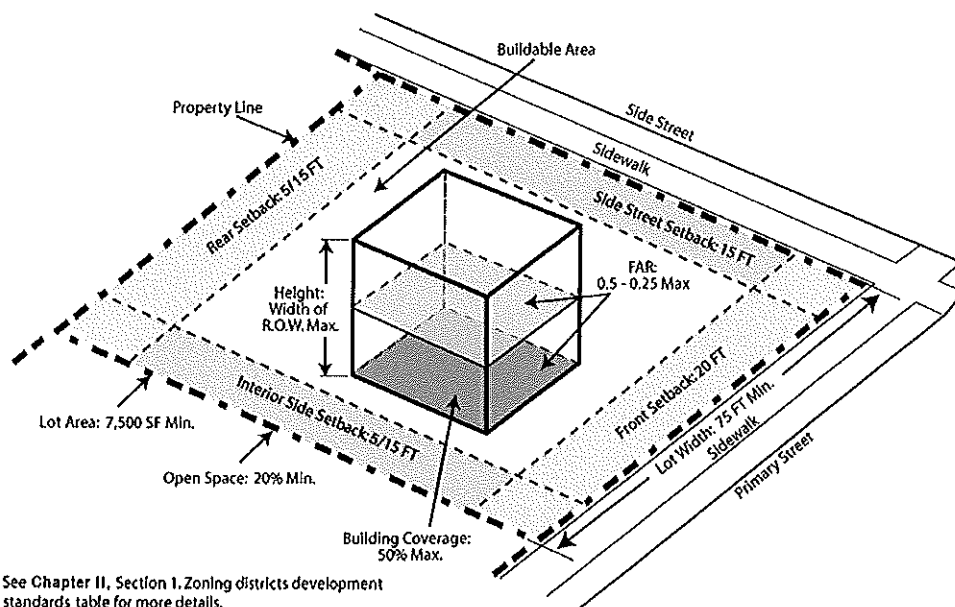 Buildable Area
Property Line
Side Street
Sidewalk
Rear Setback: 5/15 FT
Side Street Setback: 15 FT
FAR:
0.5 - 0.25 Max
Height:
Width of
R.O.W. Max.
Interior Side Setback: 5/15 FT
Front Setback: 20 FT
Lot Width: 75 FT Min.
Sidewalk
Primary Street
Lot Area: 7,500 SF Min.
Open Space: 20% Min.
Building Coverage:
50% Max.
See Chapter II, Section 1. Zoning districts development
standards table for more details.